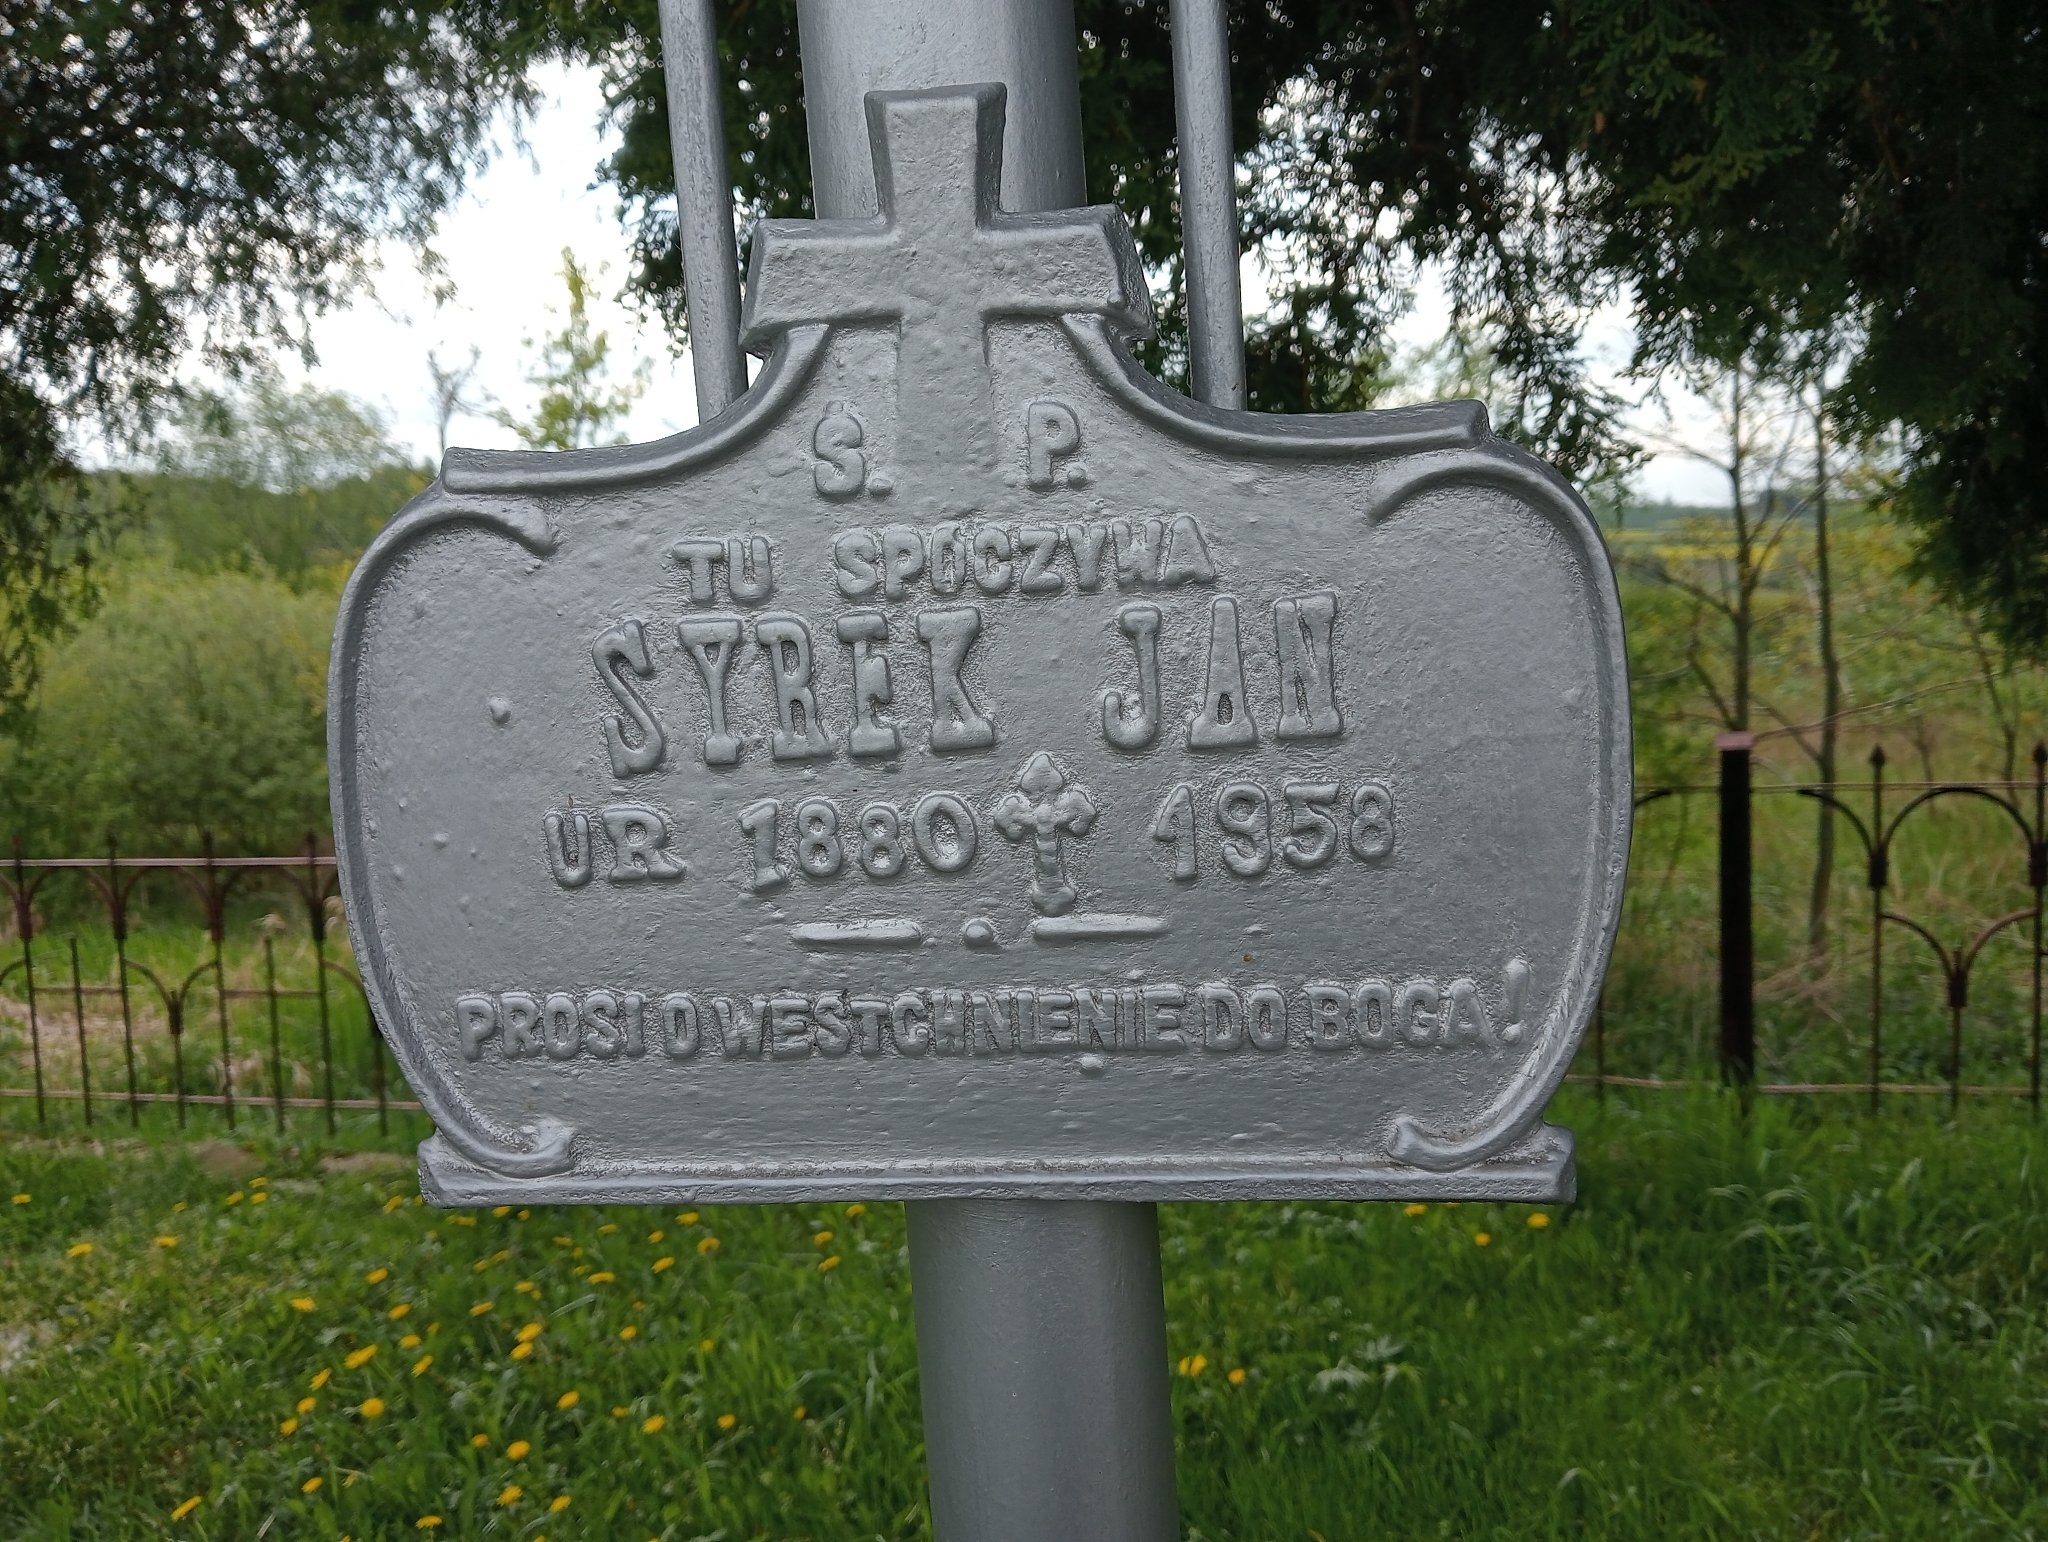 Ś. P.
TU SPOCZYWA
SYREK JAN
UR 1880 1958
PROSI O WESTCHNIENIE DO BOGA!